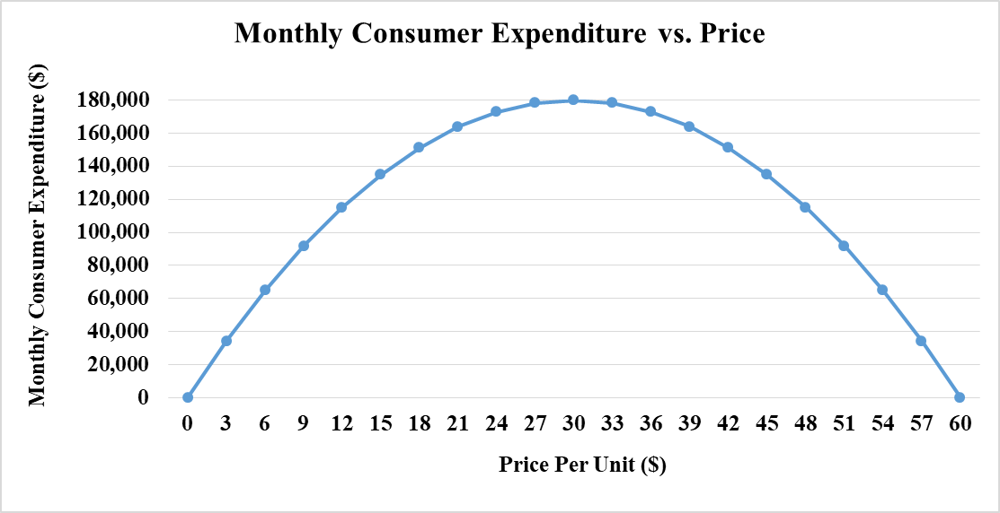 Monthly Consumer Expenditure vs. Price
Monthly Consumer Expenditure ($)
180,000
160,000
140,000
120,000
100,000
80,000
60,000
40,000
20,000
0
0 3 6 9 12 15 18 21 24 27 30 33 36 39 42 45 48 51 54 57 60
Price Per Unit ($)